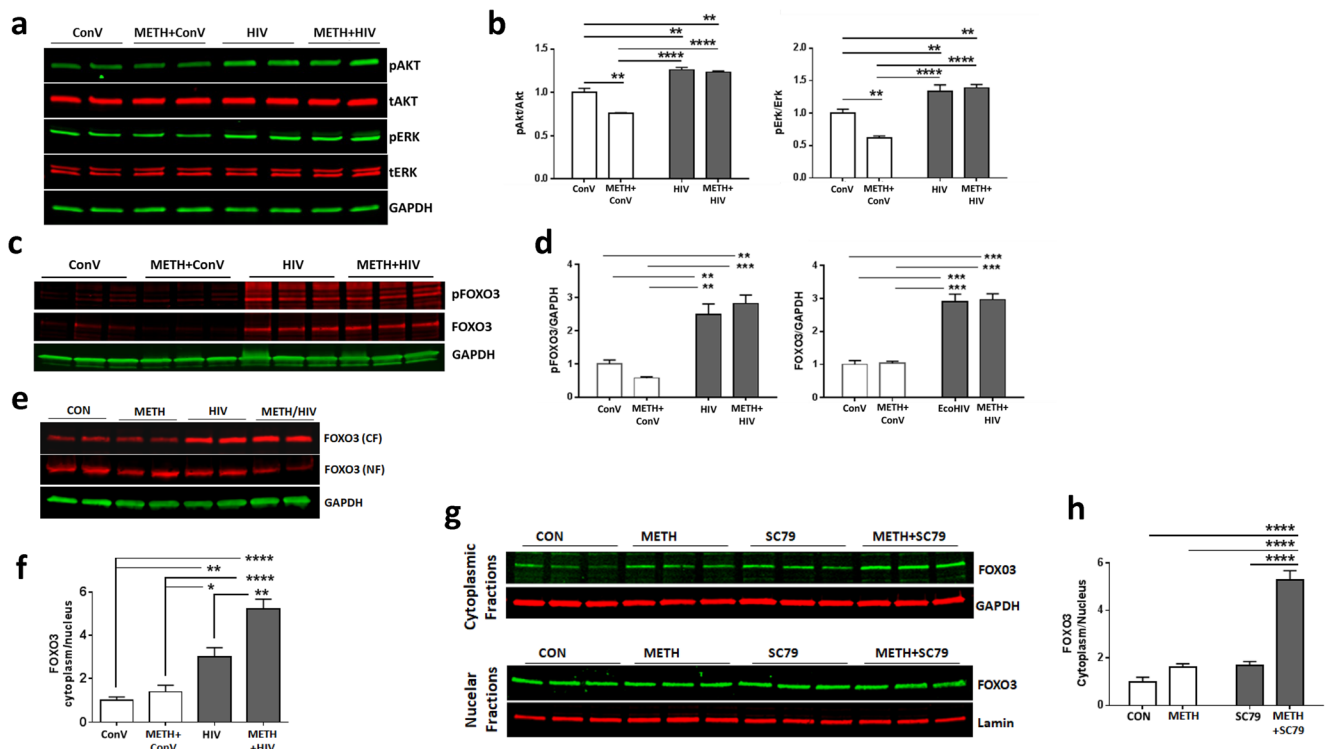 a
ConV METH+ConV HIV METH+HIV
pAKT
tAKT
pERK
tERK
GAPDH
b
**
**
****
****
**
1.5
1.0
0.5
0.0
pAkt/Akt
ConV METH+ HIV METH+
ConV HIV
**
**
****
****
**
2.0
1.5
1.0
0.5
0.0
pErk/Erk
ConV METH+ HIV METH+
ConV HIV
c
ConV METH+ConV HIV METH+HIV
pFOXO3
FOXO3
GAPDH
d
**
***
**
**
4
3
2
1
0
pFOXO3/GAPDH
ConV METH+ HIV METH+
ConV HIV
***
***
***
***
4
3
2
1
0
FOXO3/GAPDH
ConV METH+ EcoHIV METH+
ConV HIV
e
CON METH HIV METH/HIV
FOXO3 (CF)
FOXO3 (NF)
GAPDH
f
****
**
****
*
**
6
4
2
0
FOXO3
cytoplasm/nucleus
ConV METH+ HIV METH
ConV +HIV
g
Cytoplasmic
Fractions
CON METH SC79 METH+SC79
FOX03
GAPDH
Nucelar
Fractions
CON METH SC79 METH+SC79
FOXO3
Lamin
h
****
****
****
6
4
2
0
FOXO3
Cytoplasm/Nucleus
CON METH SC79 METH
+SC79